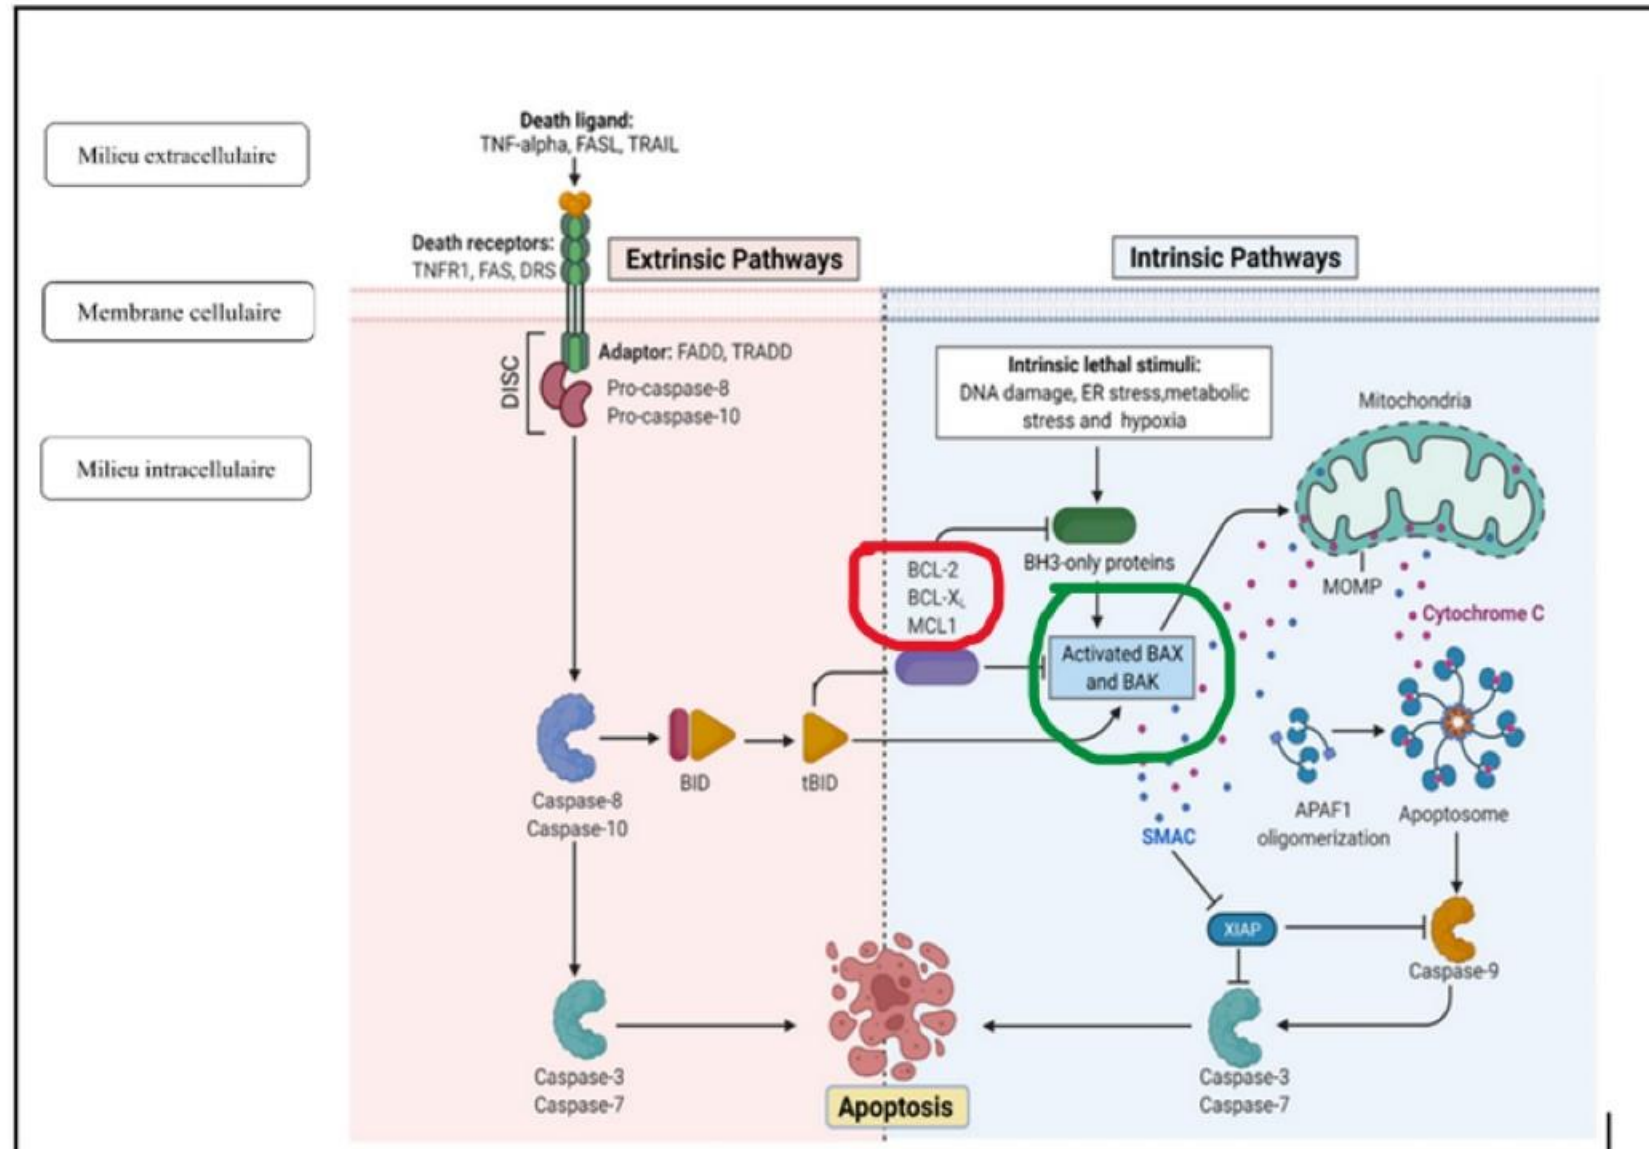 Death ligand:
TNF-alpha, FASL, TRAIL
Milieu extracellulaire
Death receptors:
TNFR1, FAS, DRS
Extrinsic Pathways
Intrinsic Pathways
Membrane cellulaire
DISC
Adaptor: FADD, TRADD
Pro-caspase-8
Pro-caspase-10
Intrinsic lethal stimuli:
DNA damage, ER stress,metabolic
stress and hypoxia
Mitochondria
Milieu intracellulaire
BCL-2
BCL-XL
MCL1
BH3-only proteins
MOMP
Cytochrome C
Activated BAX
and BAK
BID
tBID
Caspase-8
Caspase-10
SMAC
APAF1
oligomerization
Apoptosome
XIAP
Caspase-9
Caspase-3
Caspase-7
Apoptosis
Caspase-3
Caspase-7